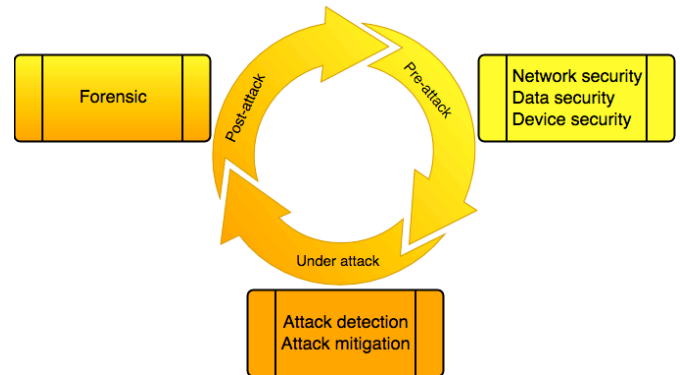 Forensic
Post-attack
Pre-attack
Network security
Data security
Device security
Under attack
Attack detection
Attack mitigation